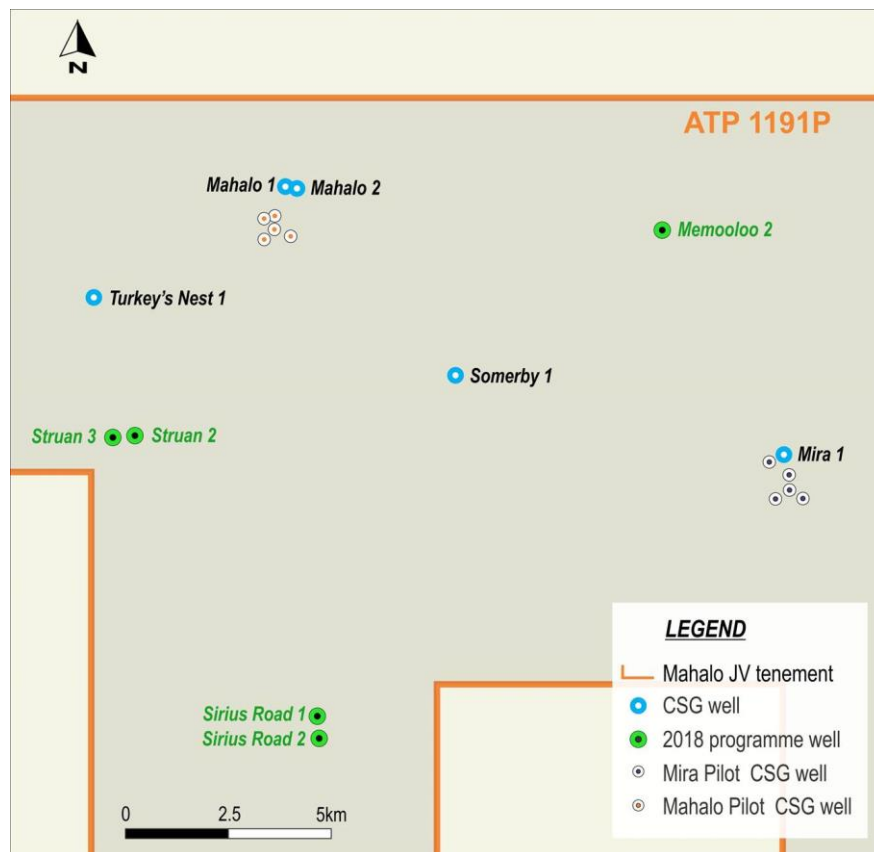 N
ATP 1191P
Mahalo 1
Mahalo 2
Memooloo 2
Turkey's Nest 1
Somerby 1
Struan 3
Struan 2
Mira 1
LEGEND
Mahalo JV tenement
CSG well
2018 programme well
Mira Pilot CSG well
Mahalo Pilot CSG well
Sirius Road 1
Sirius Road 2
0 2.5 5km